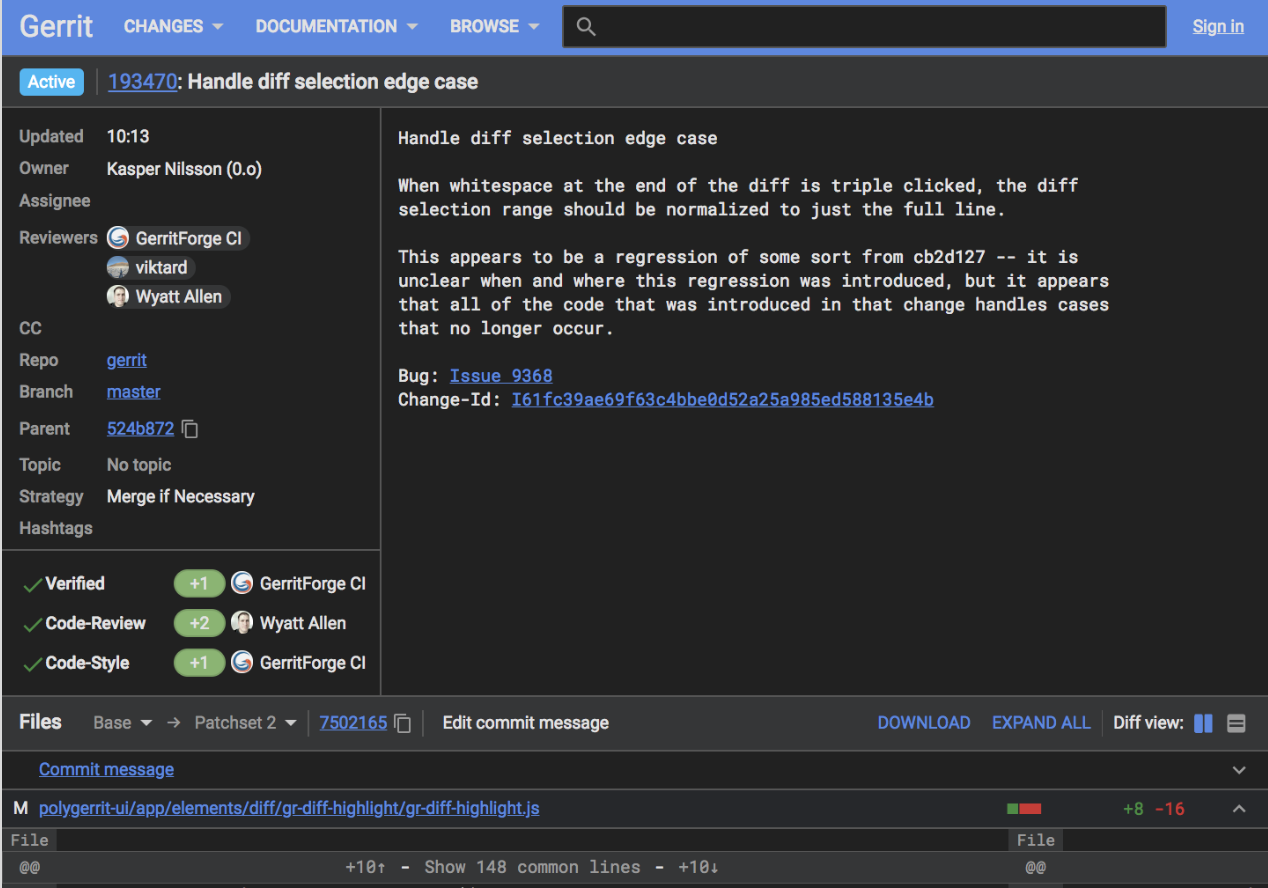 Gerrit CHANGES DOCUMENTATION BROWSE Sign in
Active 193470: Handle diff selection edge case
Updated 10:13
Owner Kasper Nilsson (0.o)
Assignee
Reviewers GerritForge CI
viktard
Wyatt Allen
CC
Repo gerrit
Branch master
Parent 524b872
Topic No topic
Strategy Merge if Necessary
Hashtags
Verified +1 GerritForge CI
Code-Review +2 Wyatt Allen
Code-Style +1 GerritForge CI
Handle diff selection edge case
When whitespace at the end of the diff is triple clicked, the diff
selection range should be normalized to just the full line.
This appears to be a regression of some sort from cb2d127 -- it is
unclear when and where this regression was introduced, but it appears
that all of the code that was introduced in that change handles cases
that no longer occur.
Bug: Issue 9368
Change-Id: I61fc39ae69f63c4bbe0d52a25a985ed588135e4b
Files Base → Patchset 2 7502165 Edit commit message DOWNLOAD EXPAND ALL Diff view:
Commit message
M polygerrit-ui/app/elements/diff/gr-diff-highlight/gr-diff-highlight.js +8 -16
File File
@@ +10↑ - Show 148 common lines - +10↓ @@